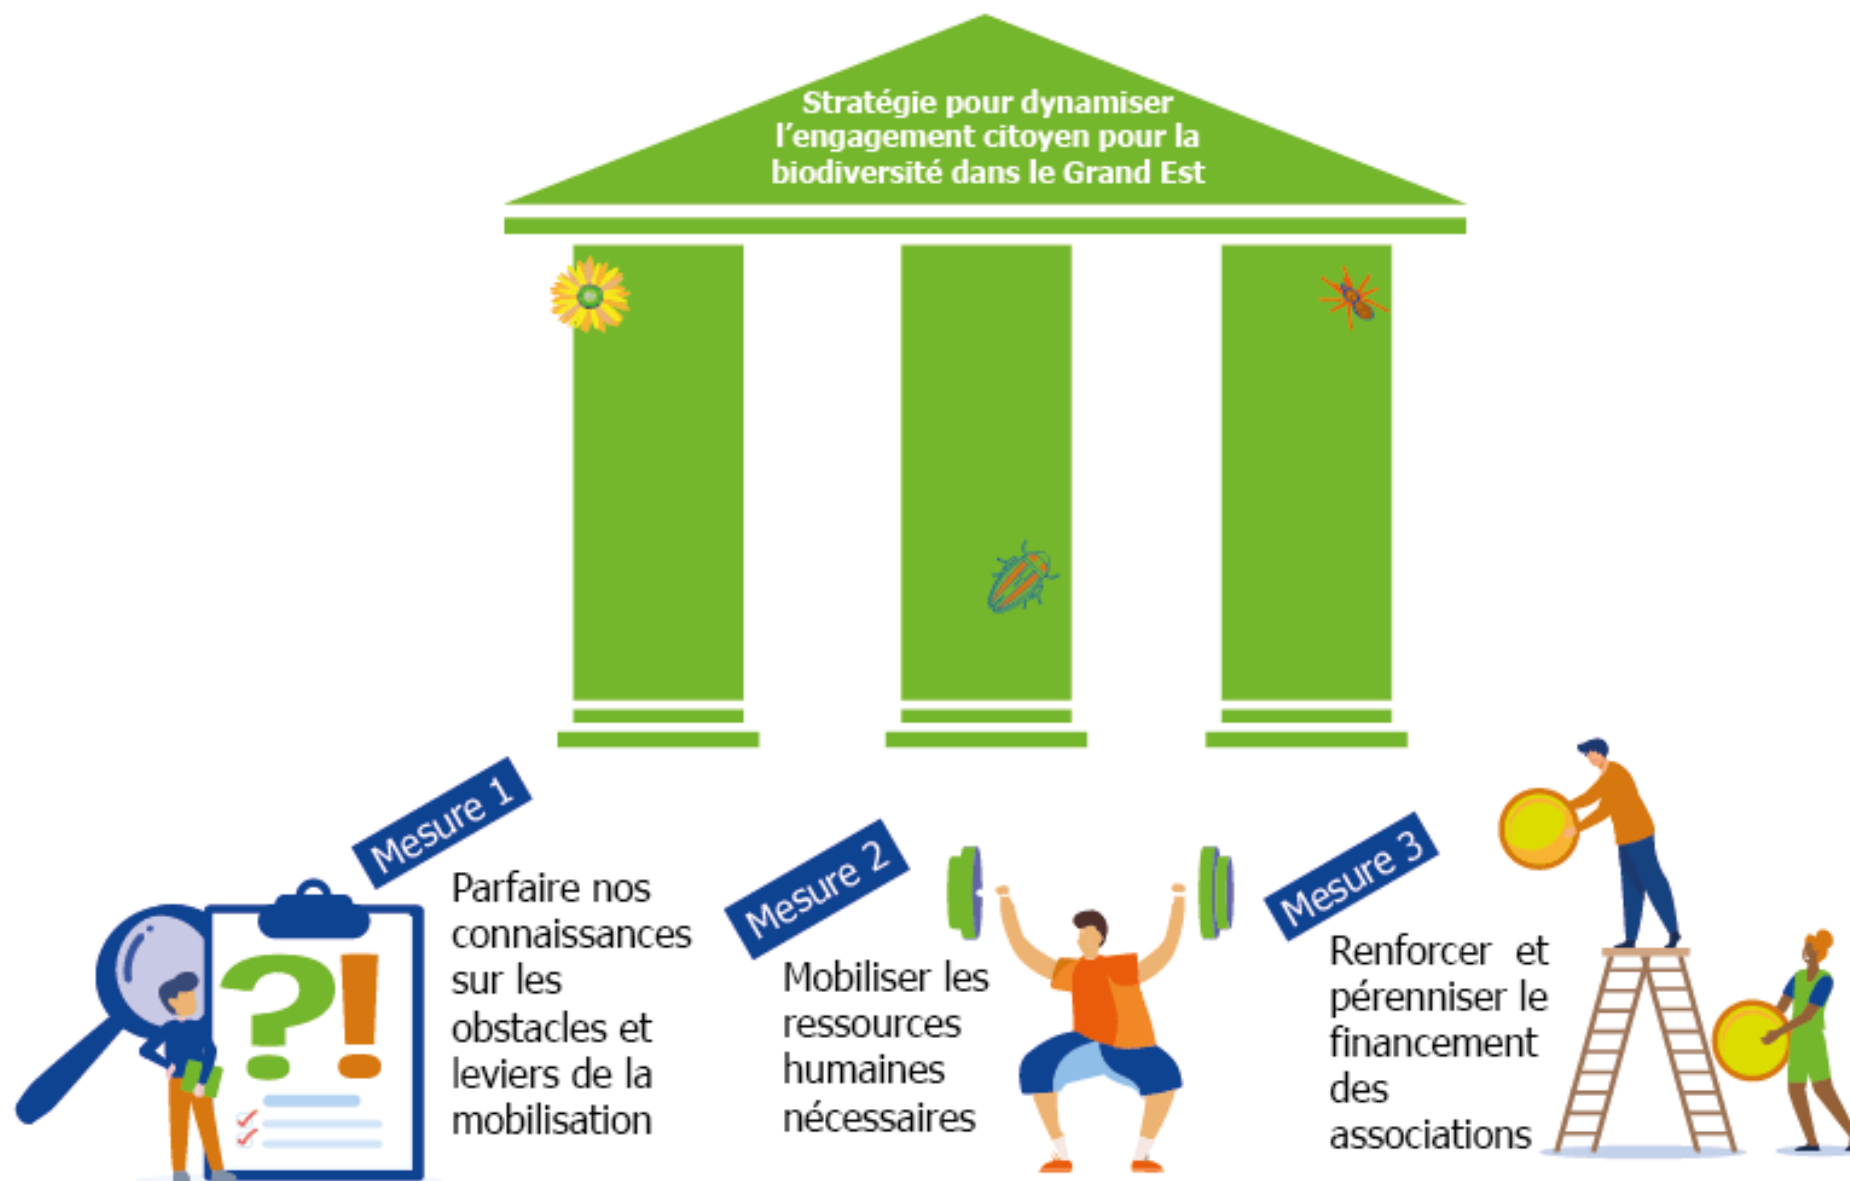 Stratégie pour dynamiser
l'engagement citoyen pour la
biodiversité dans le Grand Est
Mesure 1
Parfaire nos
connaissances
sur les
obstacles et
leviers de la
mobilisation
?!
Mesure 2
Mobiliser les
ressources
humaines
nécessaires
Mesure 3
Renforcer et
pérenniser le
financement
des
associations